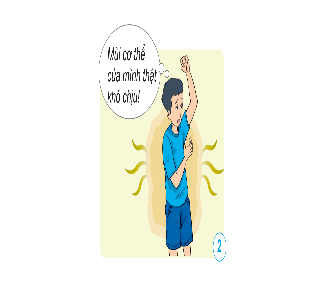 Mùi cơ thể
của mình thật
khó chịu!
2